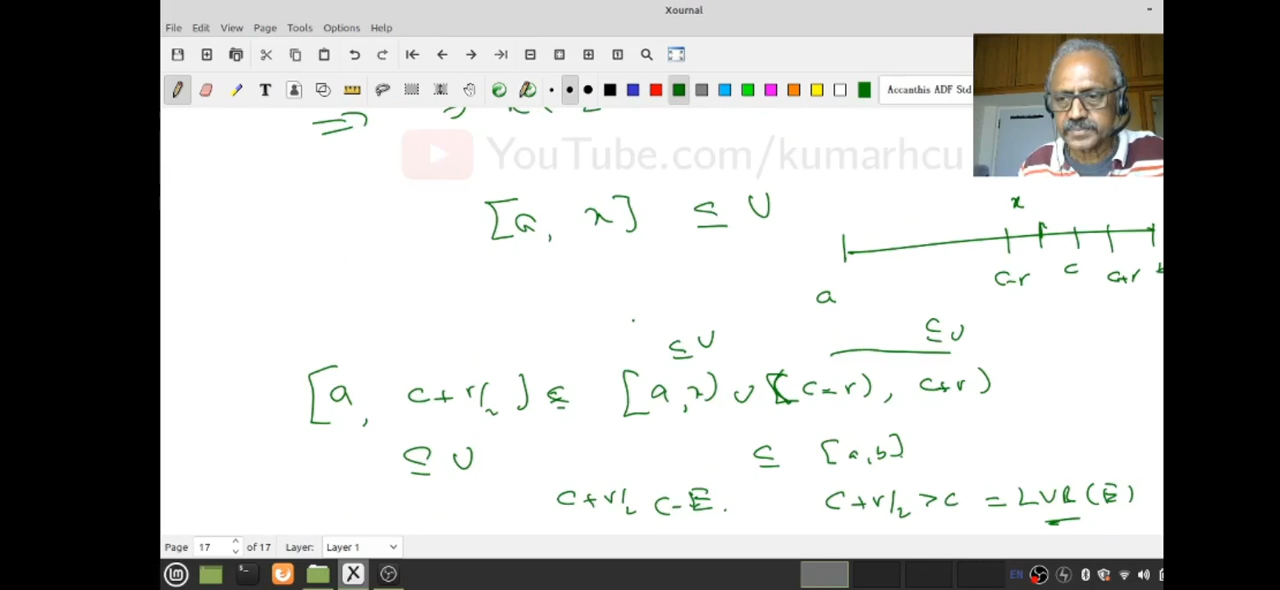 Xournal
File Edit View Page Tools Options Help
Accanthis ADF Std
YouTube.com/kumarhcu
[a, x] ⊆ U
x
c-r c c+r
a
⊆ U ⊆ U
[a, c+r/2] ⊆ [a, x) ∪ (c-r), c+r)
⊆ U ⊆ [a, b]
c+r/2 ⊂- E. c+r/2 > c = LUB(E)
Page 17 of 17 Layer: Layer 1
EN